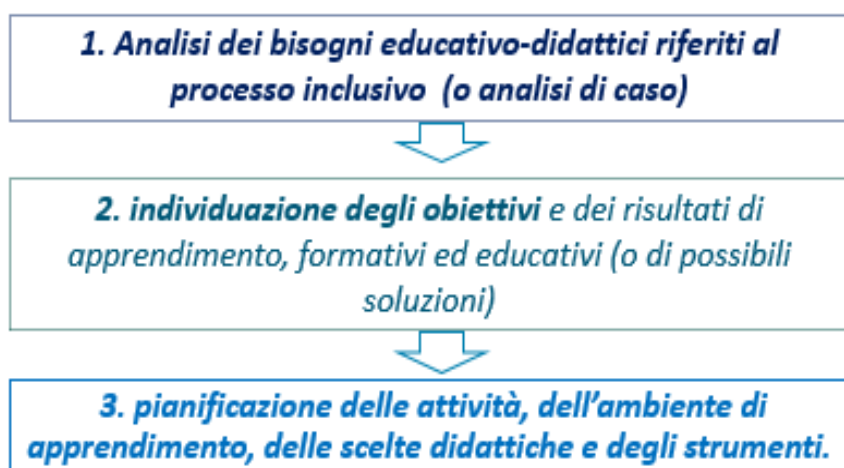 1. Analisi dei bisogni educativo-didattici riferiti al
processo inclusivo (o analisi di caso)
2. individuazione degli obiettivi e dei risultati di
apprendimento, formativi ed educativi (o di possibili
soluzioni)
3. pianificazione delle attività, dell’ambiente di
apprendimento, delle scelte didattiche e degli strumenti.